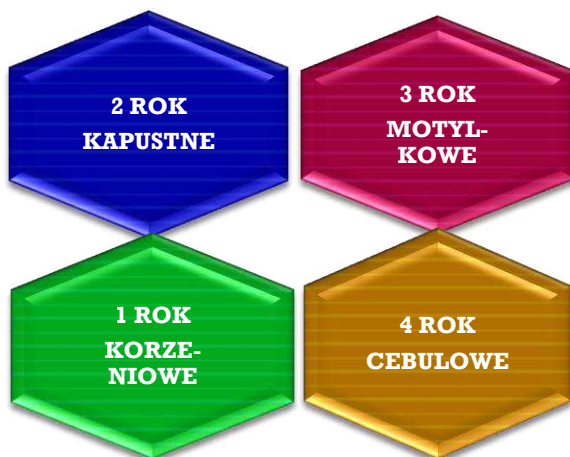 2 ROK
KAPUSTNE
3 ROK
MOTYL-
KOWE
1 ROK
KORZE-
NIOWE
4 ROK
CEBULOWE